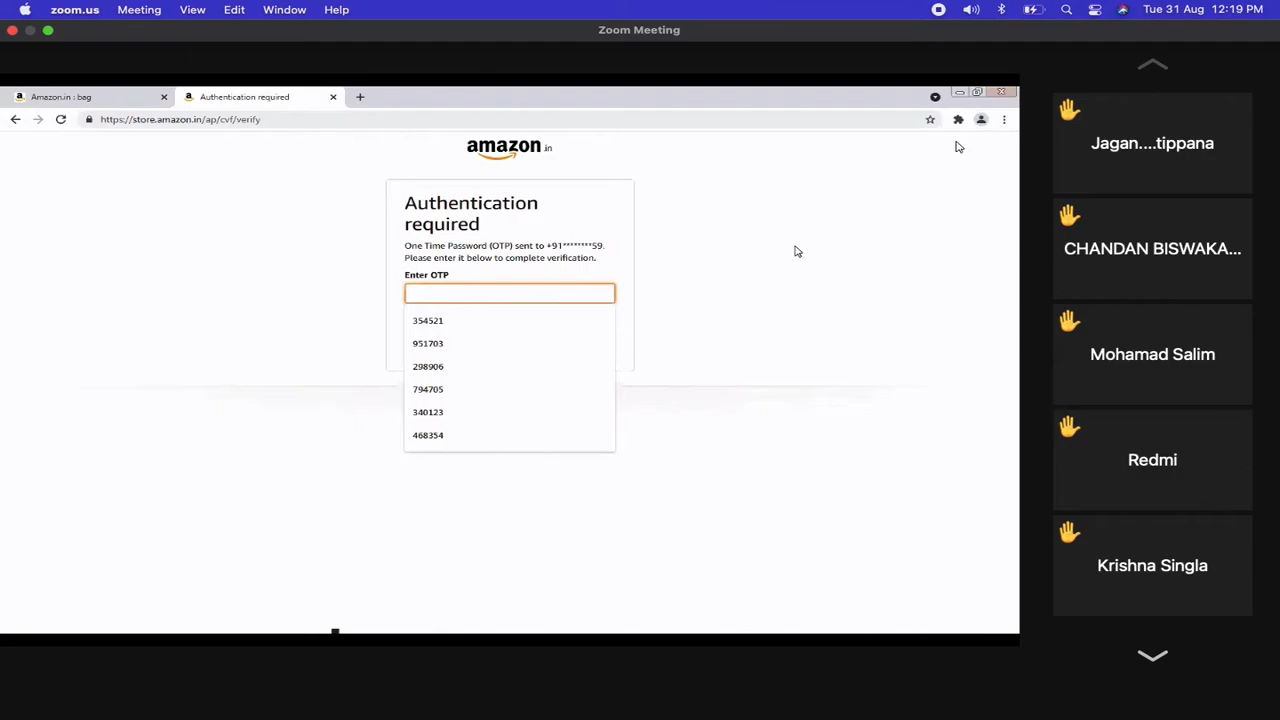 zoom.us Meeting View Edit Window Help Tue 31 Aug 12:19 PM
Zoom Meeting
Amazon.in : bag
Authentication required
https://store.amazon.in/ap/cvf/verify
amazon.in
Authentication
required
One Time Password (OTP) sent to +91********59.
Please enter it below to complete verification.
Enter OTP
354521
951703
298906
794705
340123
468354
Jagan....tippana
CHANDAN BISWAKA...
Mohamad Salim
Redmi
Krishna Singla